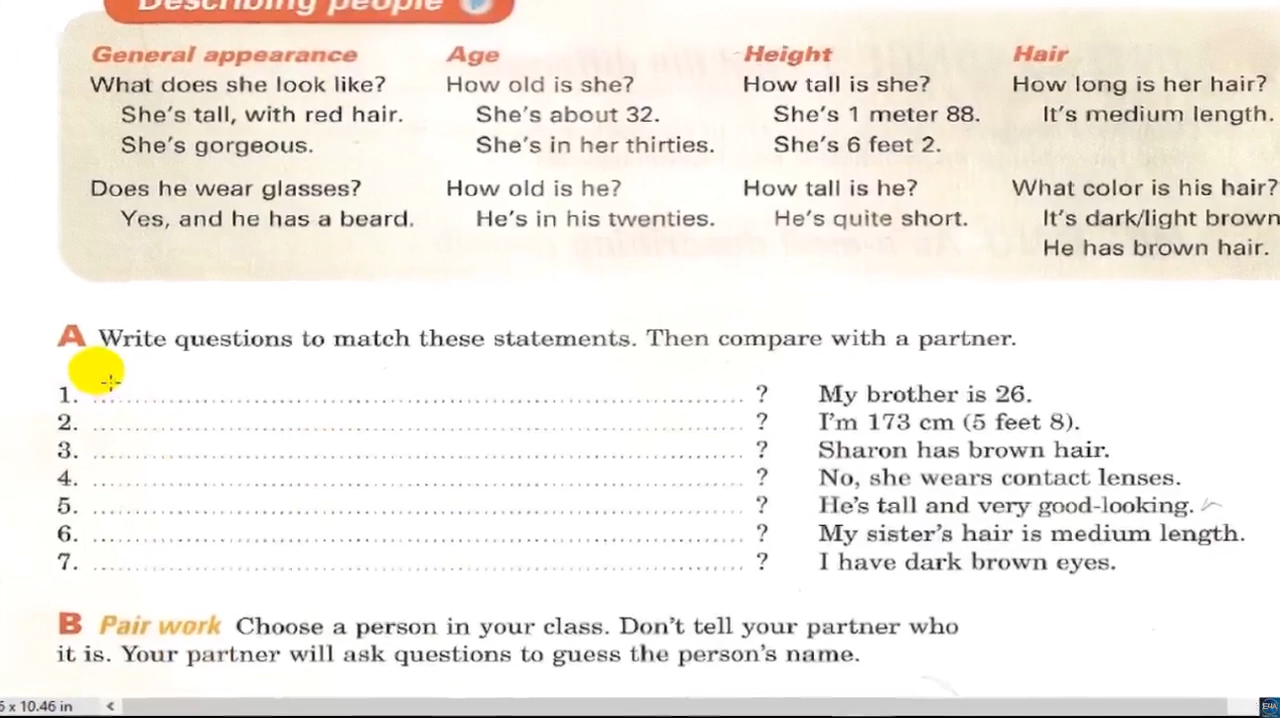 Describing people
General appearance Age Height Hair
What does she look like? How old is she? How tall is she? How long is her hair?
She's tall, with red hair. She's about 32. She's 1 meter 88. It's medium length.
She's gorgeous. She's in her thirties. She's 6 feet 2.
Does he wear glasses? How old is he? How tall is he? What color is his hair?
Yes, and he has a beard. He's in his twenties. He's quite short. It's dark/light brown
He has brown hair.
A Write questions to match these statements. Then compare with a partner.
1. ? My brother is 26.
2. ? I'm 173 cm (5 feet 8).
3. ? Sharon has brown hair.
4. ? No, she wears contact lenses.
5. ? He's tall and very good-looking.
6. ? My sister's hair is medium length.
7. ? I have dark brown eyes.
B Pair work Choose a person in your class. Don't tell your partner who
it is. Your partner will ask questions to guess the person's name.
x 10.46 in